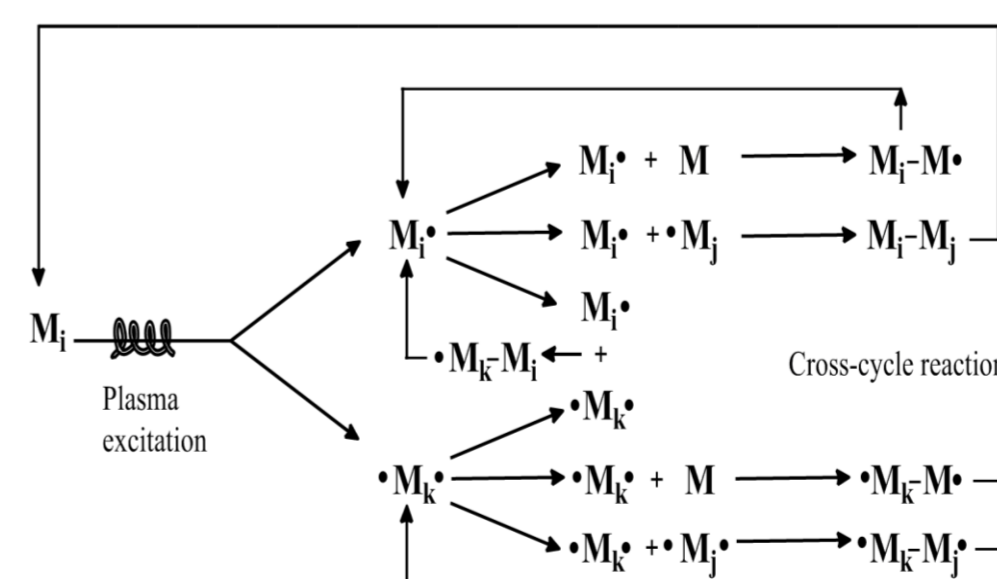 Mi• + M Mi–M•
Mi• Mi• +•Mj Mi–Mj
Mi•
Mi
•Mk–Mi +
Cross-cycle reaction
Plasma
excitation
•Mk•
•Mk• •Mk• + M •Mk–M•
•Mk• +•Mj• •Mk–Mj•